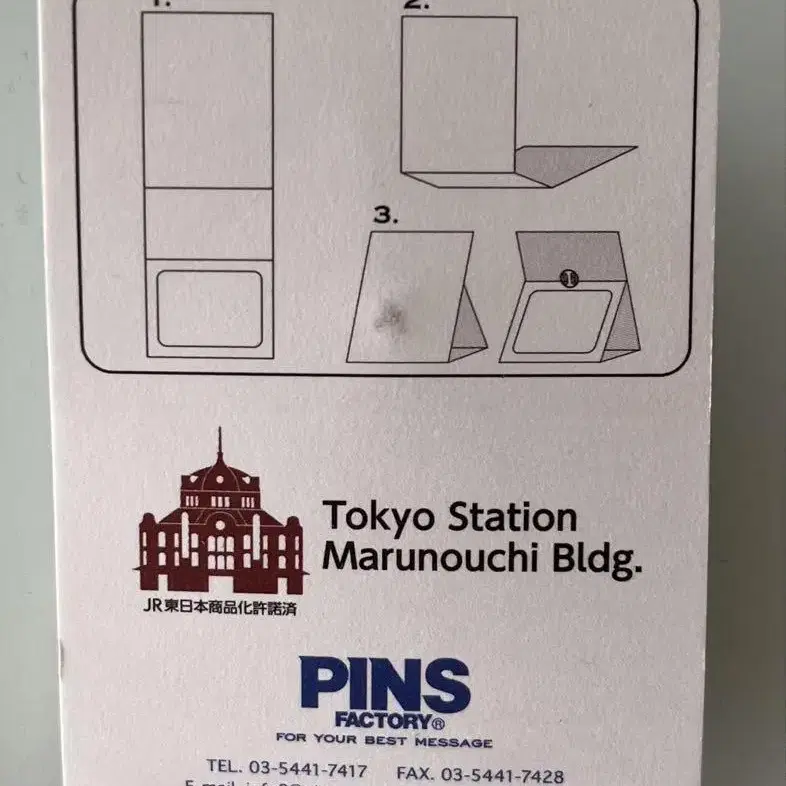 1.
2.
3.
Tokyo Station
Marunouchi Bldg.
JR東日本商品化許諾済
PINS
FACTORY®
FOR YOUR BEST MESSAGE
TEL. 03-5441-7417 FAX. 03-5441-7428